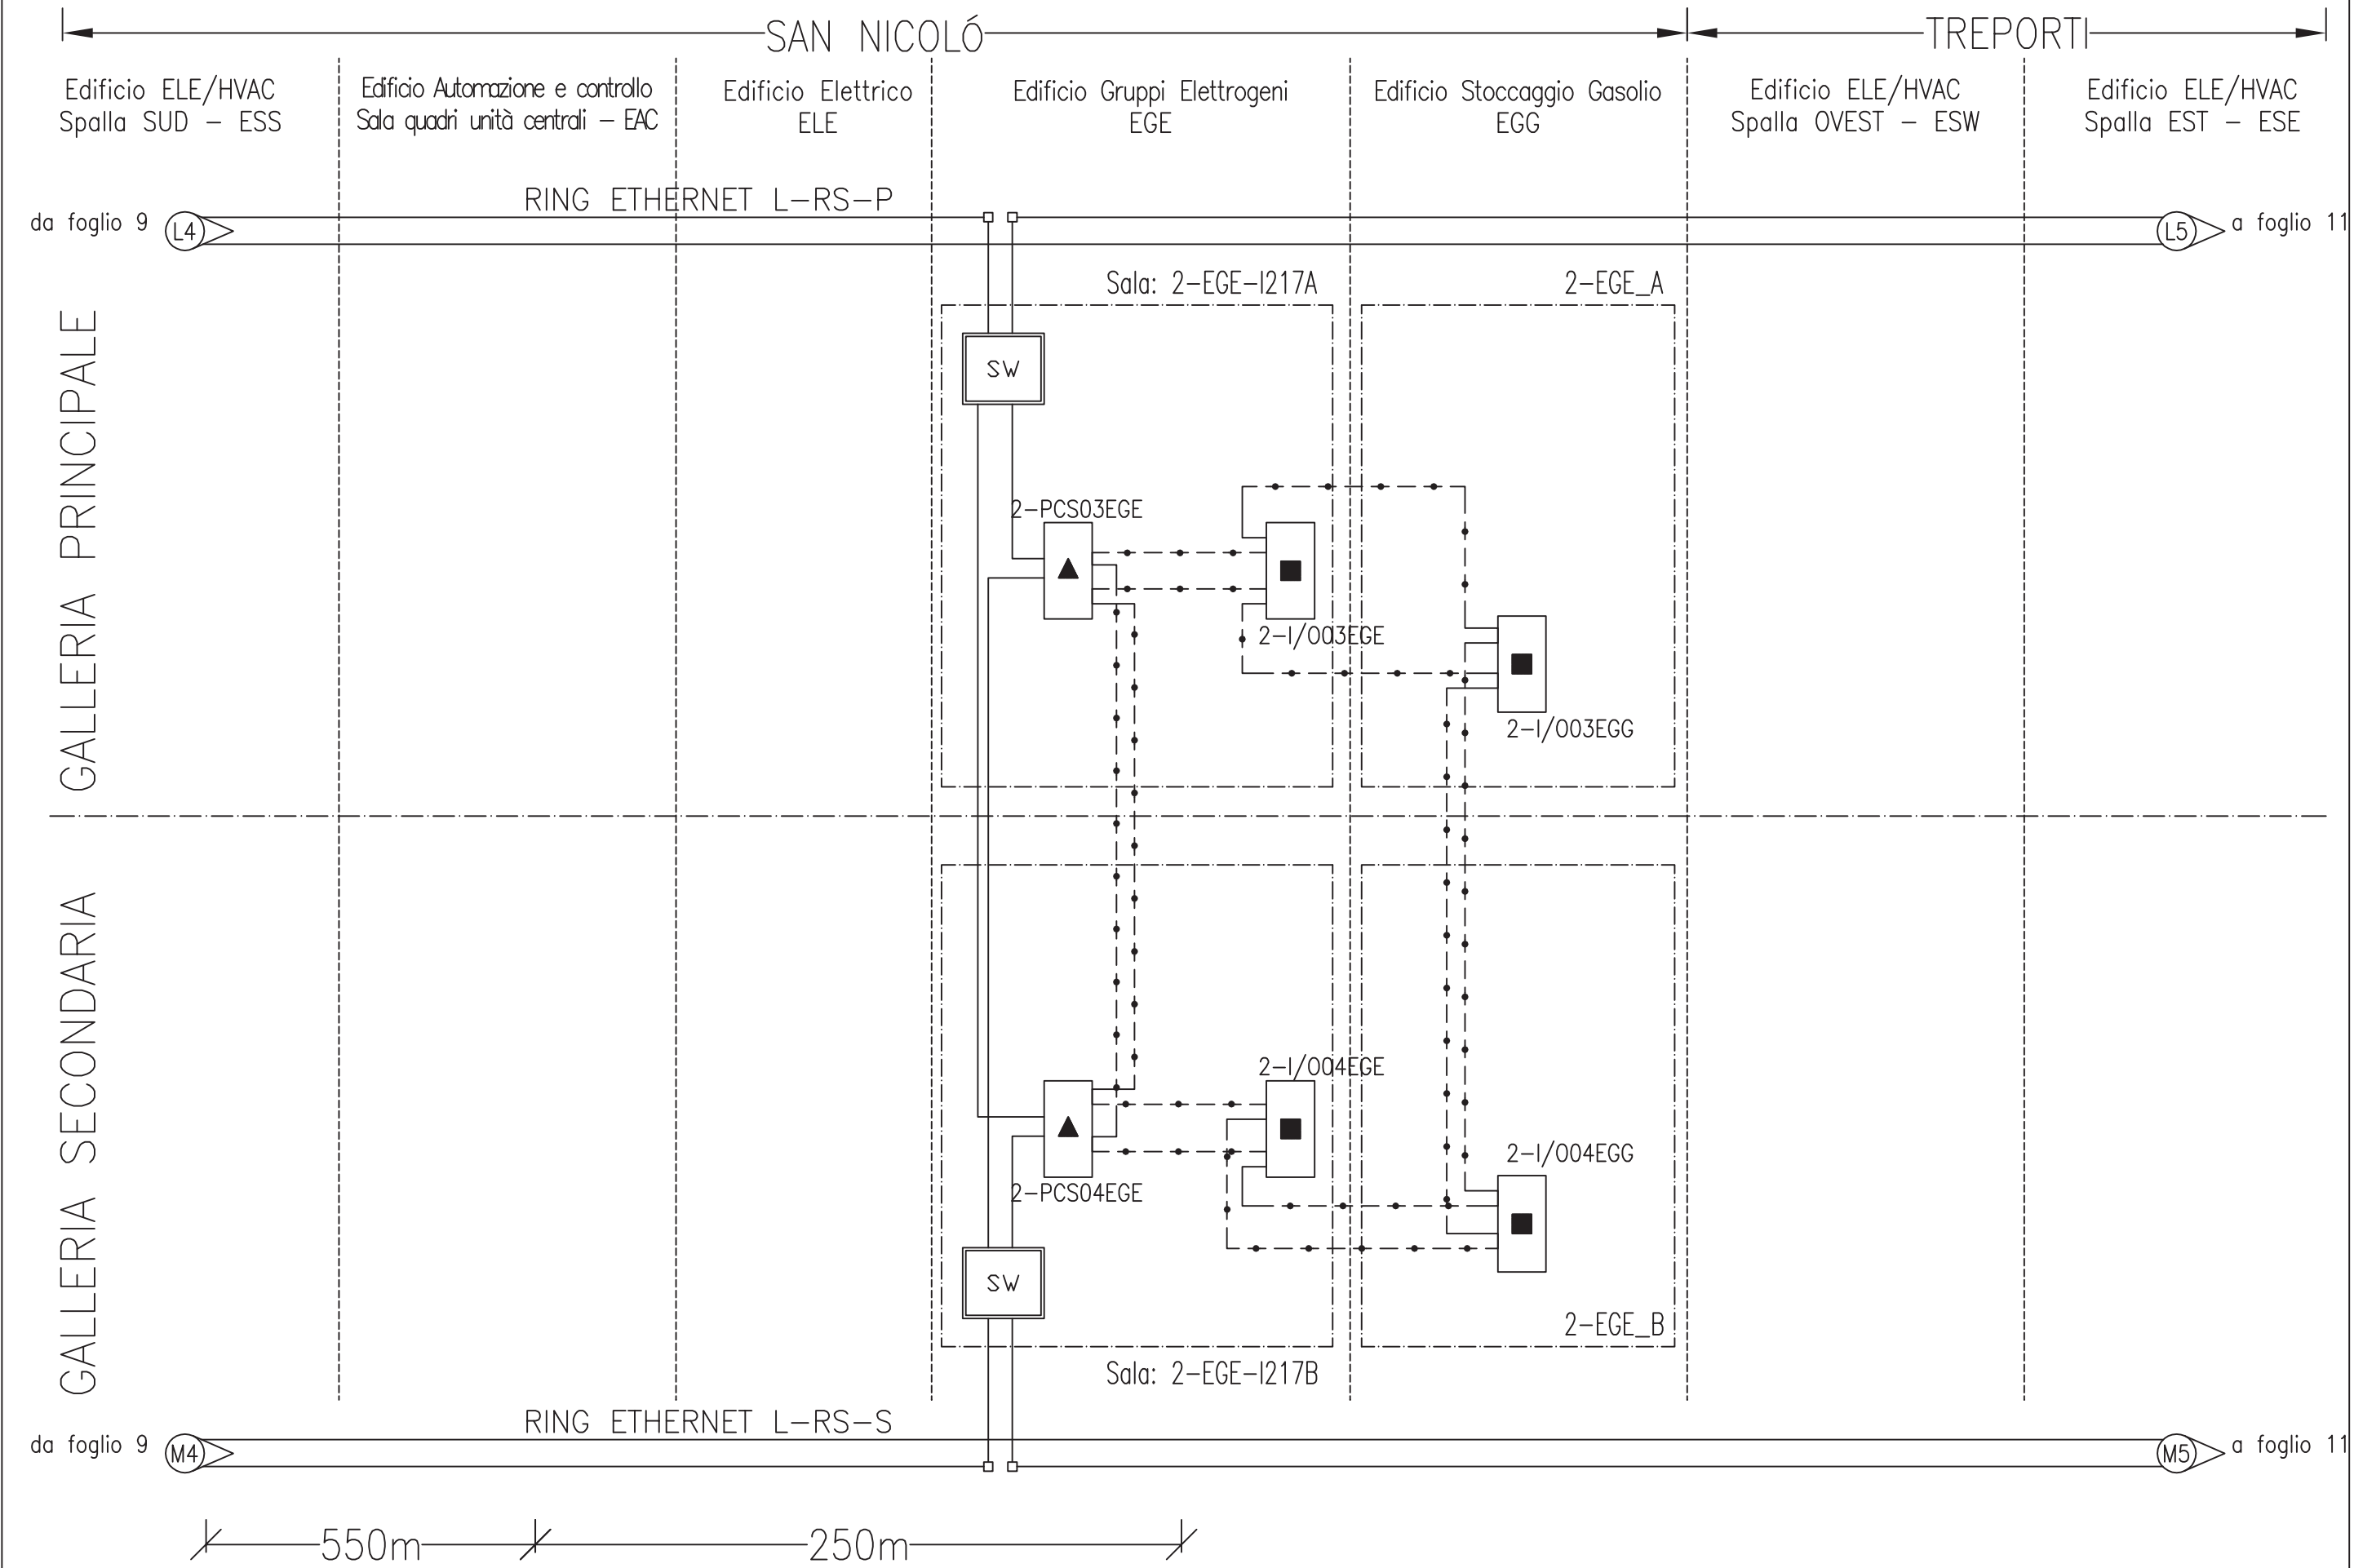 SAN NICOLÓ
TREPORTI
Edificio ELE/HVAC
Spalla SUD - ESS
Edificio Automazione e controllo
Sala quadri unità centrali - EAC
Edificio Elettrico
ELE
Edificio Gruppi Elettrogeni
EGE
Edificio Stoccaggio Gasolio
EGG
Edificio ELE/HVAC
Spalla OVEST - ESW
Edificio ELE/HVAC
Spalla EST - ESE
RING ETHERNET L-RS-P
da foglio 9
L4
L5
a foglio 11
Sala: 2-EGE-I217A
2-EGE_A
GALLERIA PRINCIPALE
SW
2-PCS03EGE
2-I/O03EGE
2-I/O03EGG
GALLERIA SECONDARIA
2-I/O04EGE
2-I/O04EGG
2-PCS04EGE
SW
2-EGE_B
Sala: 2-EGE-I217B
RING ETHERNET L-RS-S
da foglio 9
M4
M5
a foglio 11
550m
250m